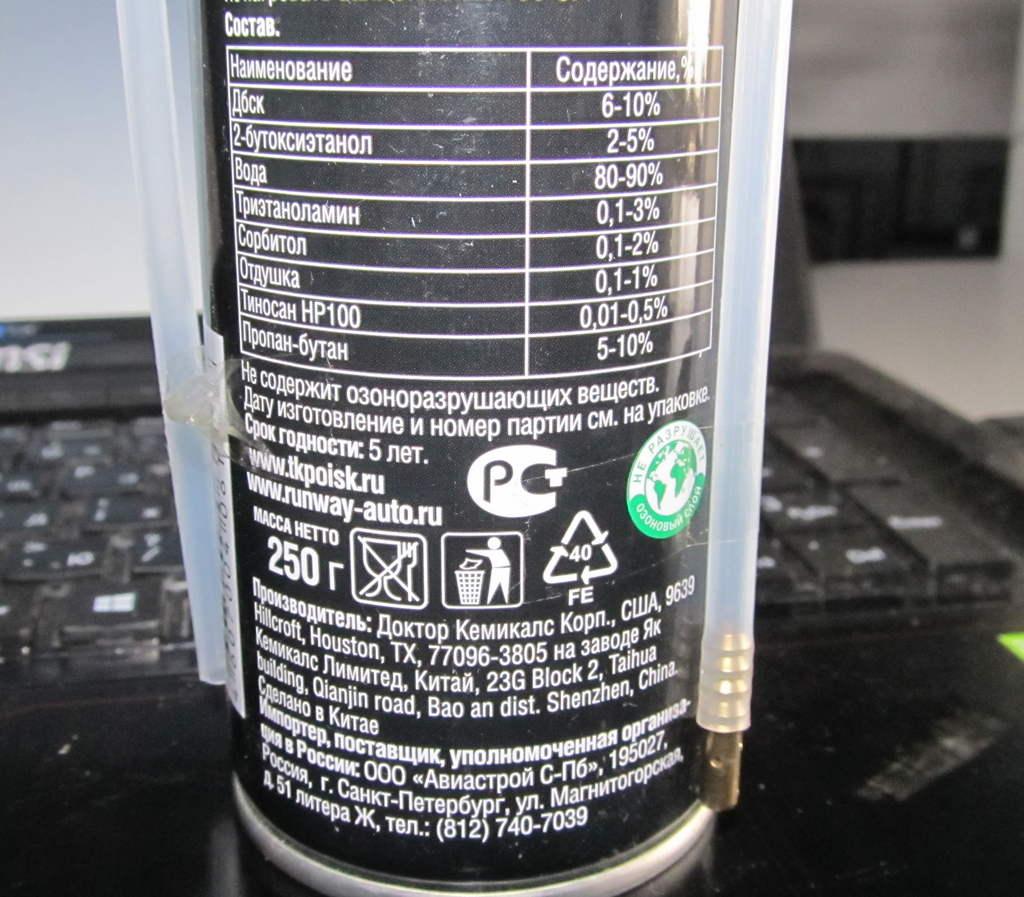 Состав.
Наименование Содержание,%
Дбск 6-10%
2-бутоксиэтанол 2-5%
Вода 80-90%
Триэтаноламин 0,1-3%
Сорбитол 0,1-2%
Отдушка 0,1-1%
Тиносан HP100 0,01-0,5%
Пропан-бутан 5-10%
Не содержит озоноразрушающих веществ.
Дату изготовление и номер партии см. на упаковке.
Срок годности: 5 лет.
www.tkpoisk.ru
www.runway-auto.ru
НЕ РАЗРУШАЕТ
ОЗОНОВЫЙ СЛОЙ
МАССА НЕТТО
250 г
40
FE
Производитель: Доктор Кемикалс Корп., США, 9639
Hillcroft, Houston, TX, 77096-3805 на заводе Як
Кемикалс Лимитед, Китай, 23G Block 2, Taihua
building, Qianjin road, Bao an dist. Shenzhen, China.
Сделано в Китае
Импортер, поставщик, уполномоченная организа-
ция в России: ООО «Авиастрой С-Пб», 195027,
Россия, г. Санкт-Петербург, ул. Магнитогорская,
д. 51 литера Ж, тел.: (812) 740-7039